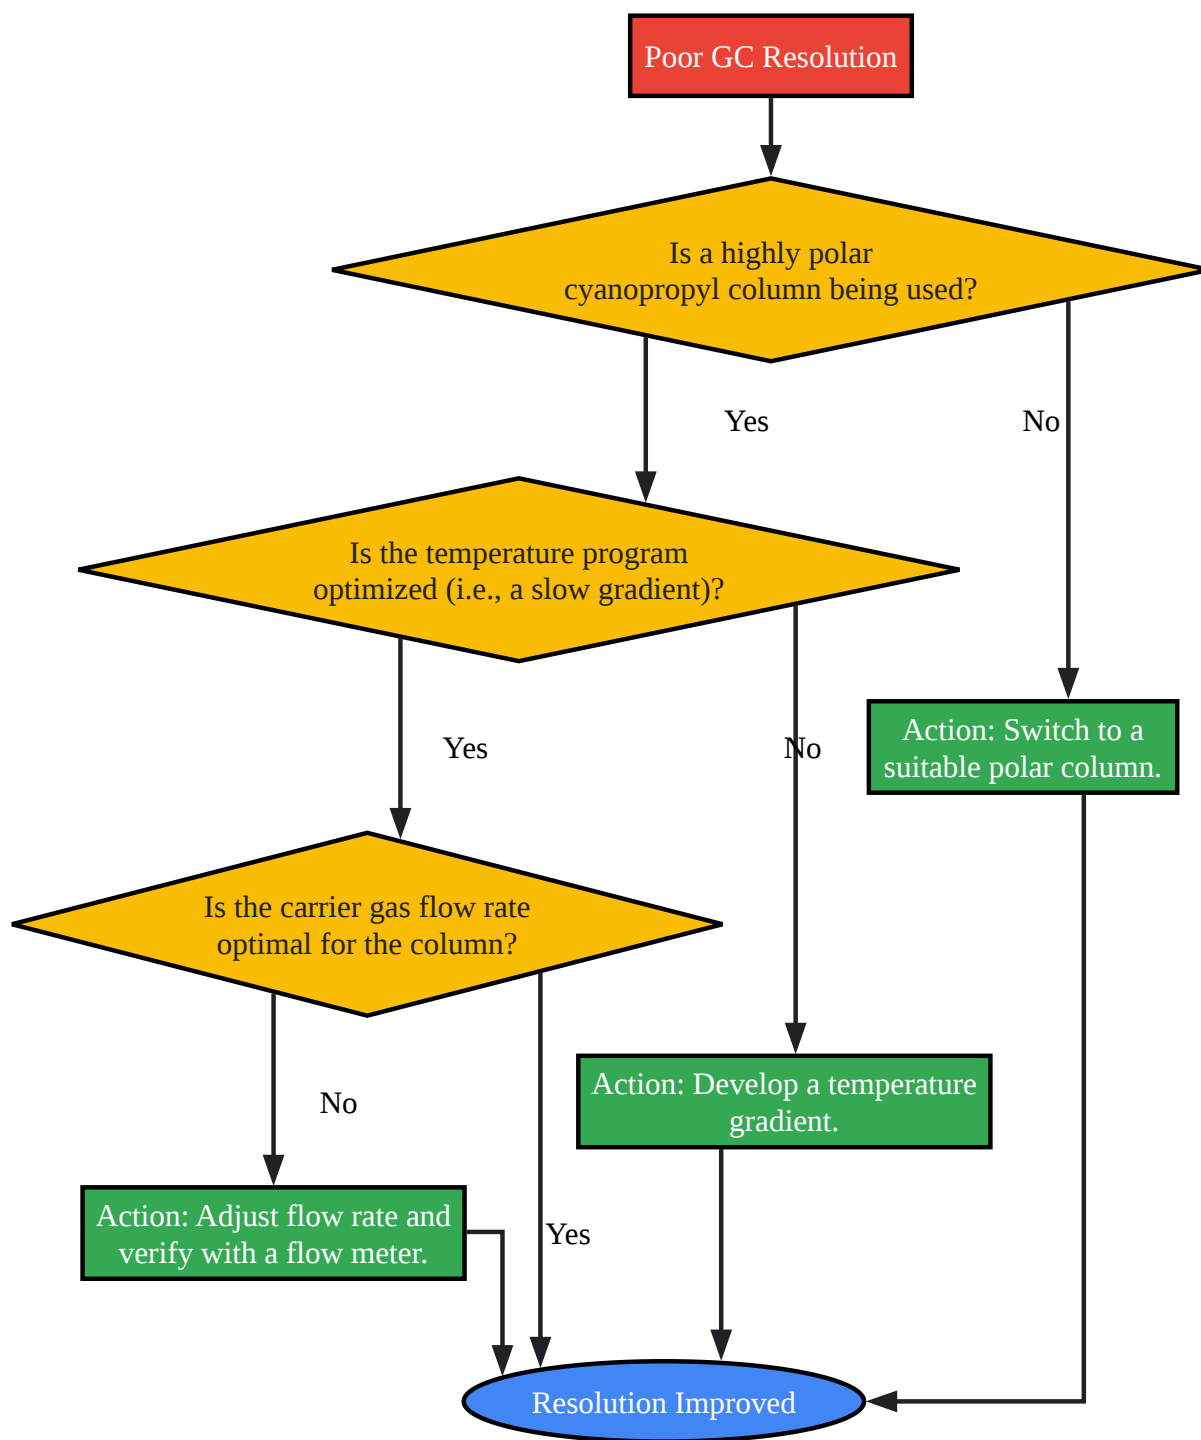 Poor GC Resolution
Is a highly polar
cyanopropyl column being used?
Yes
No
Is the temperature program
optimized (i.e., a slow gradient)?
Yes
No
Action: Switch to a
suitable polar column.
Is the carrier gas flow rate
optimal for the column?
No
Yes
Action: Develop a temperature
gradient.
Action: Adjust flow rate and
verify with a flow meter.
Resolution Improved